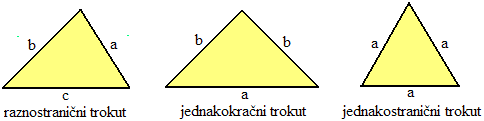 b a
c
raznostranični trokut
b b
a
jednakokračni trokut
a a
a
jednakostranični trokut